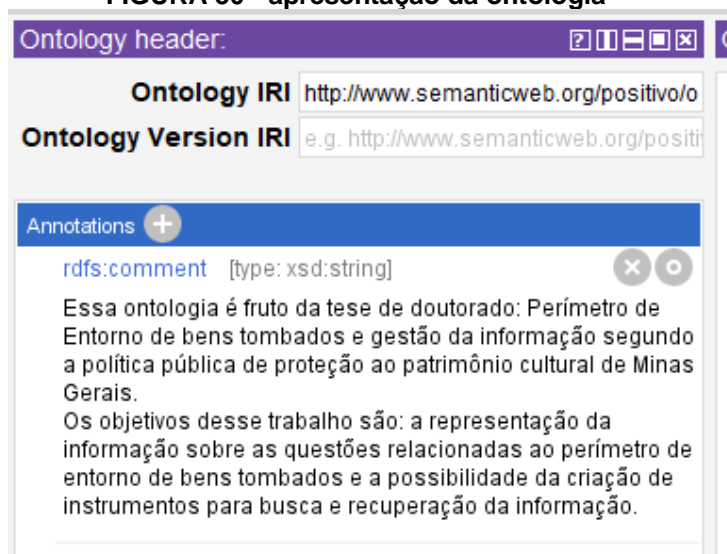 apresentação da ontologia
Ontology header:
Ontology IRI http://www.semanticweb.org/positivo/o
Ontology Version IRI e.g. http://www.semanticweb.org/positi
Annotations
rdfs:comment [type: xsd:string]
Essa ontologia é fruto da tese de doutorado: Perímetro de
Entorno de bens tombados e gestão da informação segundo
a política pública de proteção ao patrimônio cultural de Minas
Gerais.
Os objetivos desse trabalho são: a representação da
informação sobre as questões relacionadas ao perímetro de
entorno de bens tombados e a possibilidade da criação de
instrumentos para busca e recuperação da informação.